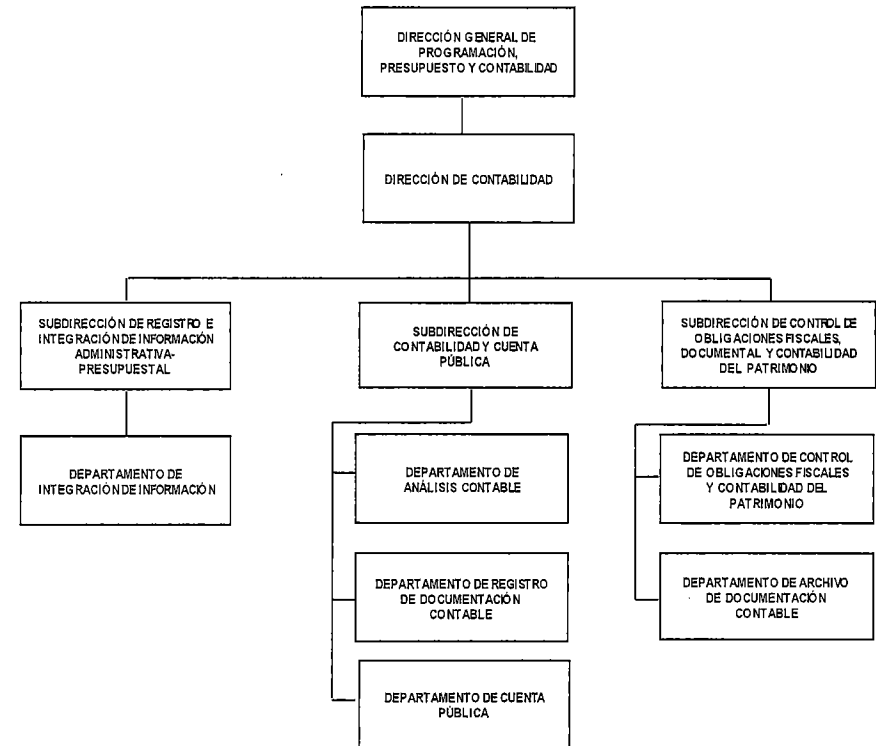 DIRECCIÓN GENERAL DE
PROGRAMACIÓN,
PRESUPUESTO Y CONTABILIDAD
DIRECCIÓN DE CONTABILIDAD
SUBDIRECCIÓN DE REGISTRO E
INTEGRACIÓN DE INFORMACIÓN
ADMINISTRATIVA-
PRESUPUESTAL
SUBDIRECCIÓN DE
CONTABILIDAD Y CUENTA
PÚBLICA
SUBDIRECCIÓN DE CONTROL DE
OBLIGACIONES FISCALES,
DOCUMENTAL Y CONTABILIDAD
DEL PATRIMONIO
DEPARTAMENTO DE
INTEGRACIÓN DE INFORMACIÓN
DEPARTAMENTO DE
ANÁLISIS CONTABLE
DEPARTAMENTO DE CONTROL
DE OBLIGACIONES FISCALES
Y CONTABILIDAD DEL
PATRIMONIO
DEPARTAMENTO DE REGISTRO
DE DOCUMENTACIÓN
CONTABLE
DEPARTAMENTO DE ARCHIVO
DE DOCUMENTACIÓN
CONTABLE
DEPARTAMENTO DE CUENTA
PÚBLICA